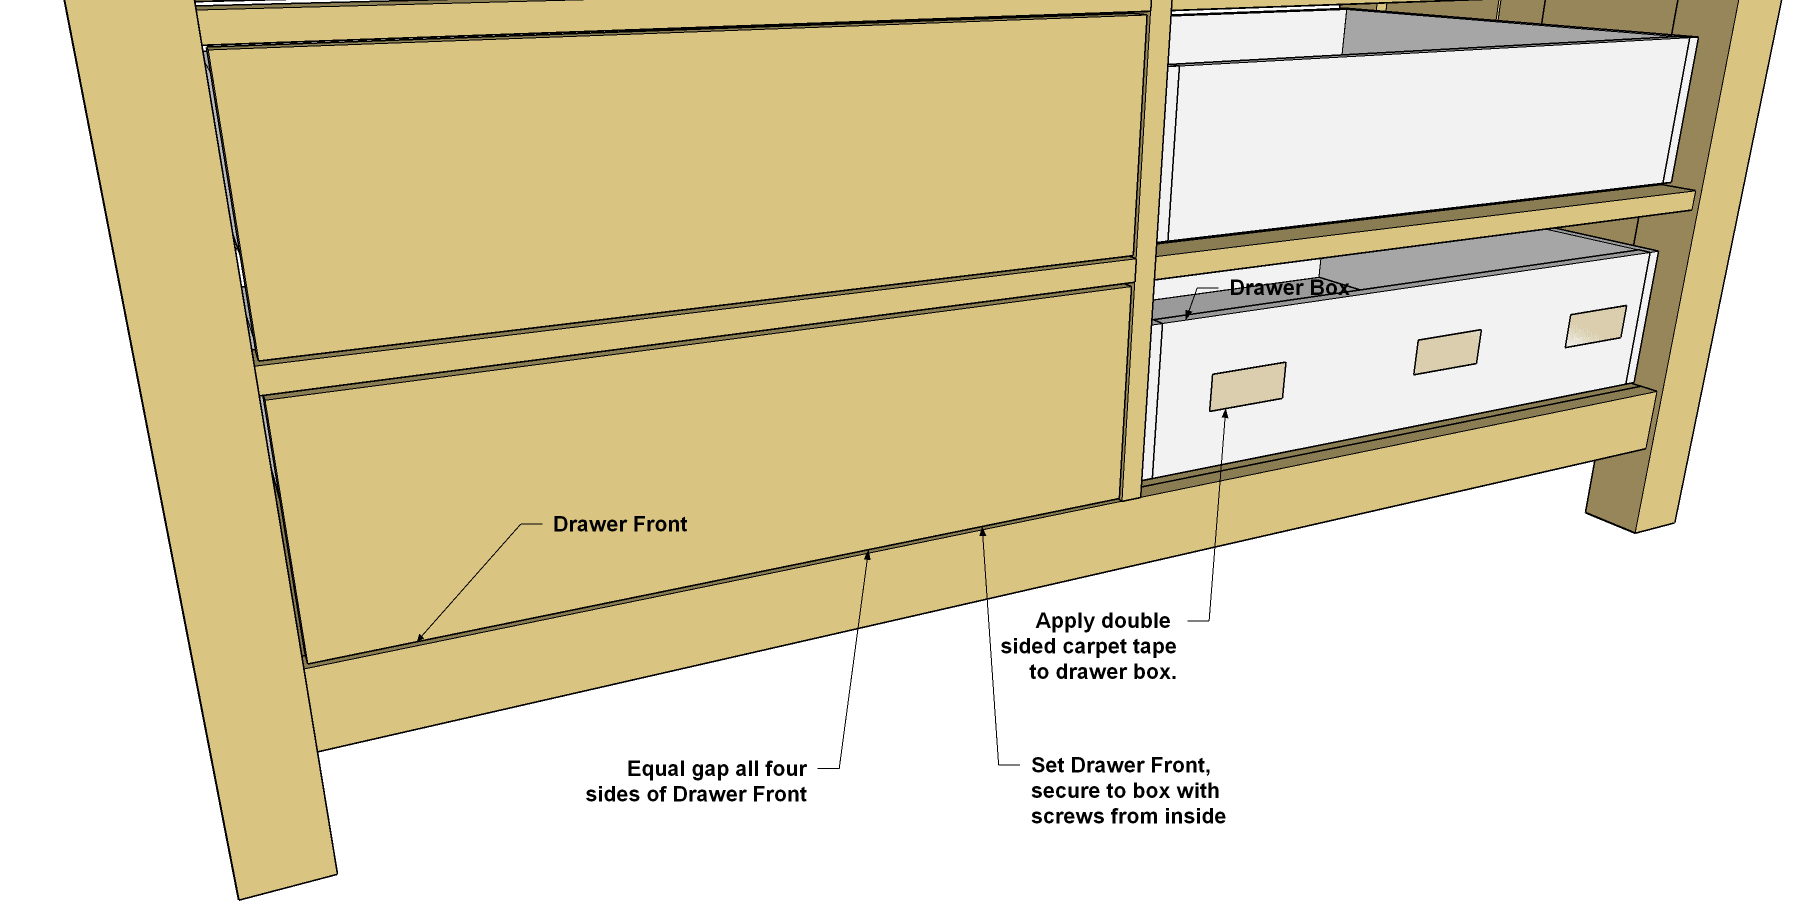 Drawer Box
Drawer Front
Apply double
sided carpet tape
to drawer box.
Equal gap all four
sides of Drawer Front
Set Drawer Front,
secure to box with
screws from inside